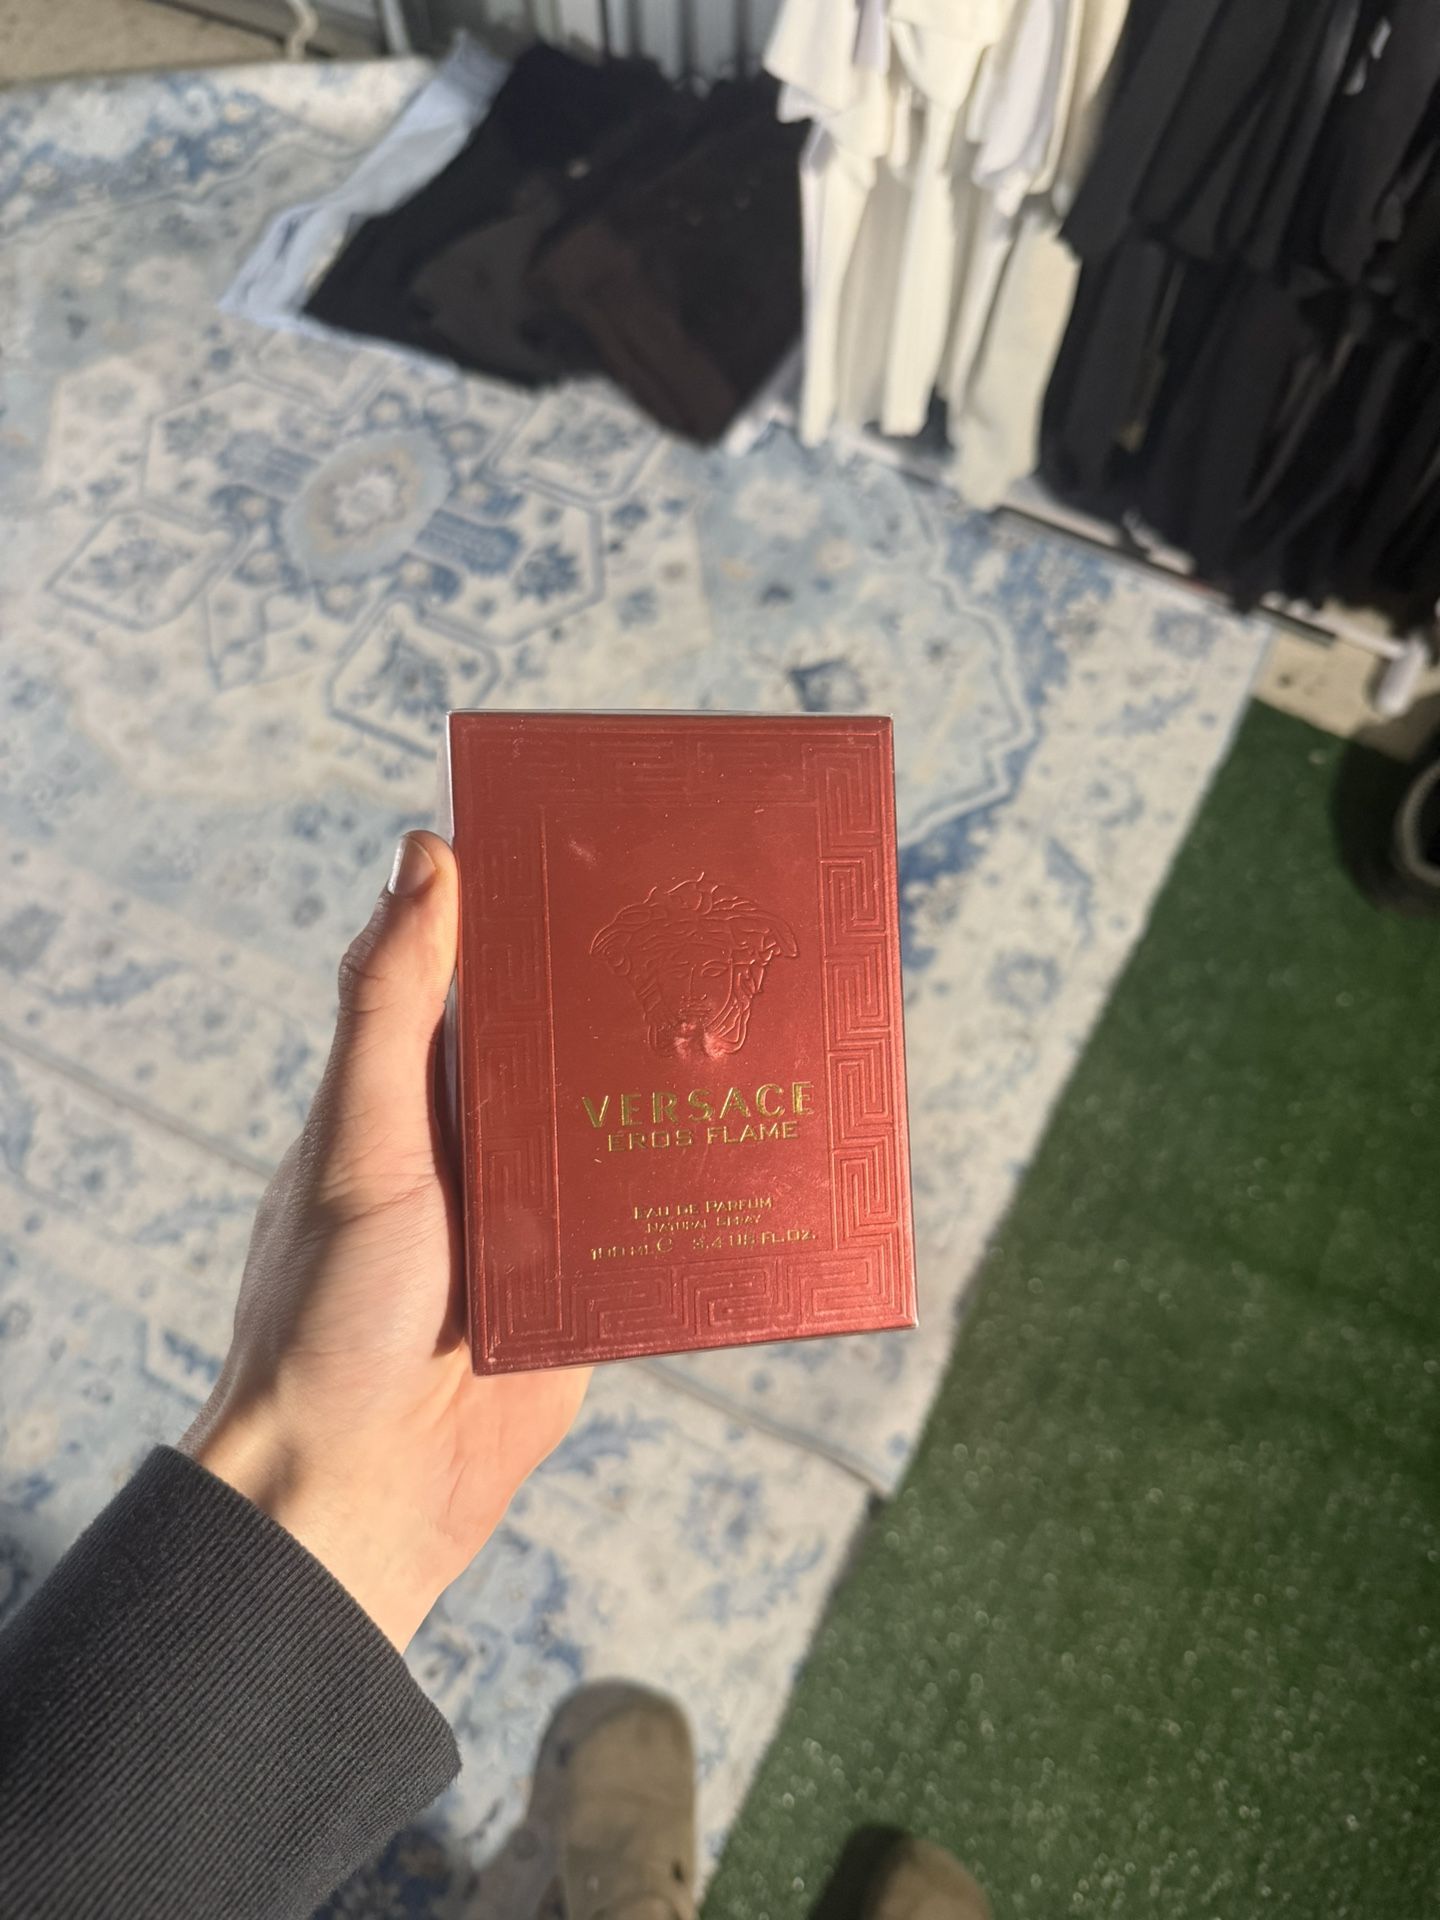 VERSACE
EROS FLAME
EAU DE PARFUM
NATURAL SPRAY
100 ML e 3.4 US FL.OZ.